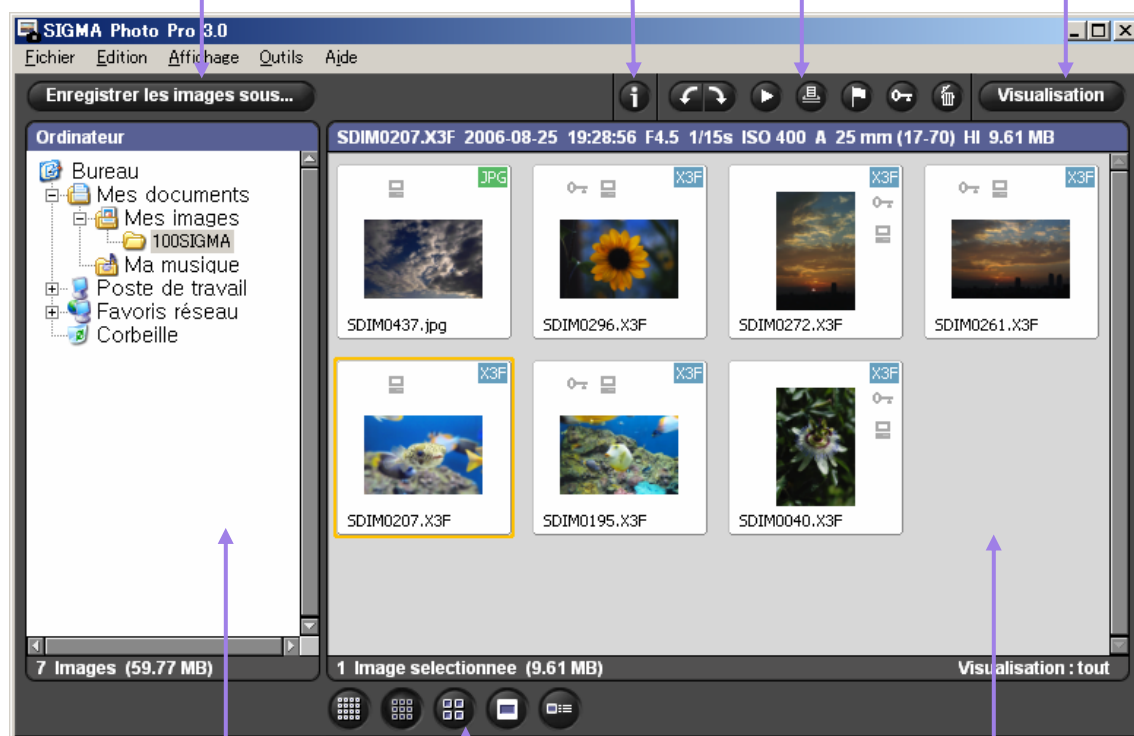 SIGMA Photo Pro 3.0
Fichier Edition Affichage Outils Aide
Enregistrer les images sous...
Visualisation
Ordinateur
SDIM0207.X3F 2006-08-25 19:28:56 F4.5 1/15s ISO 400 A 25 mm (17-70) HI 9.61 MB
Bureau
Mes documents
Mes images
100SIGMA
Ma musique
Poste de travail
Favoris réseau
Corbeille
JPG
X3F
X3F
X3F
SDIM0437.jpg
SDIM0296.X3F
SDIM0272.X3F
SDIM0261.X3F
X3F
X3F
X3F
SDIM0207.X3F
SDIM0195.X3F
SDIM0040.X3F
7 Images (59.77 MB)
1 Image selectionnee (9.61 MB)
Visualisation : tout